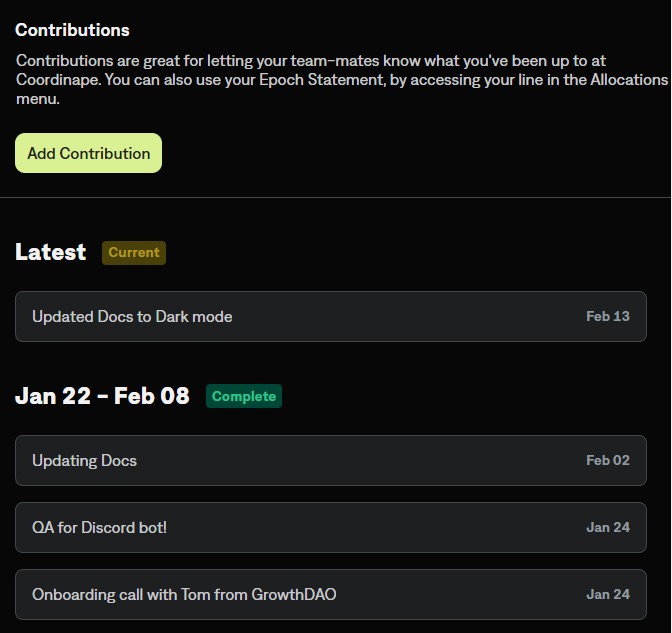 Contributions
Contributions are great for letting your team-mates know what you've been up to at
Coordinape. You can also use your Epoch Statement, by accessing your line in the Allocations
menu.
Add Contribution
Latest Current
Updated Docs to Dark mode Feb 13
Jan 22 - Feb 08 Complete
Updating Docs Feb 02
QA for Discord bot! Jan 24
Onboarding call with Tom from GrowthDAO Jan 24